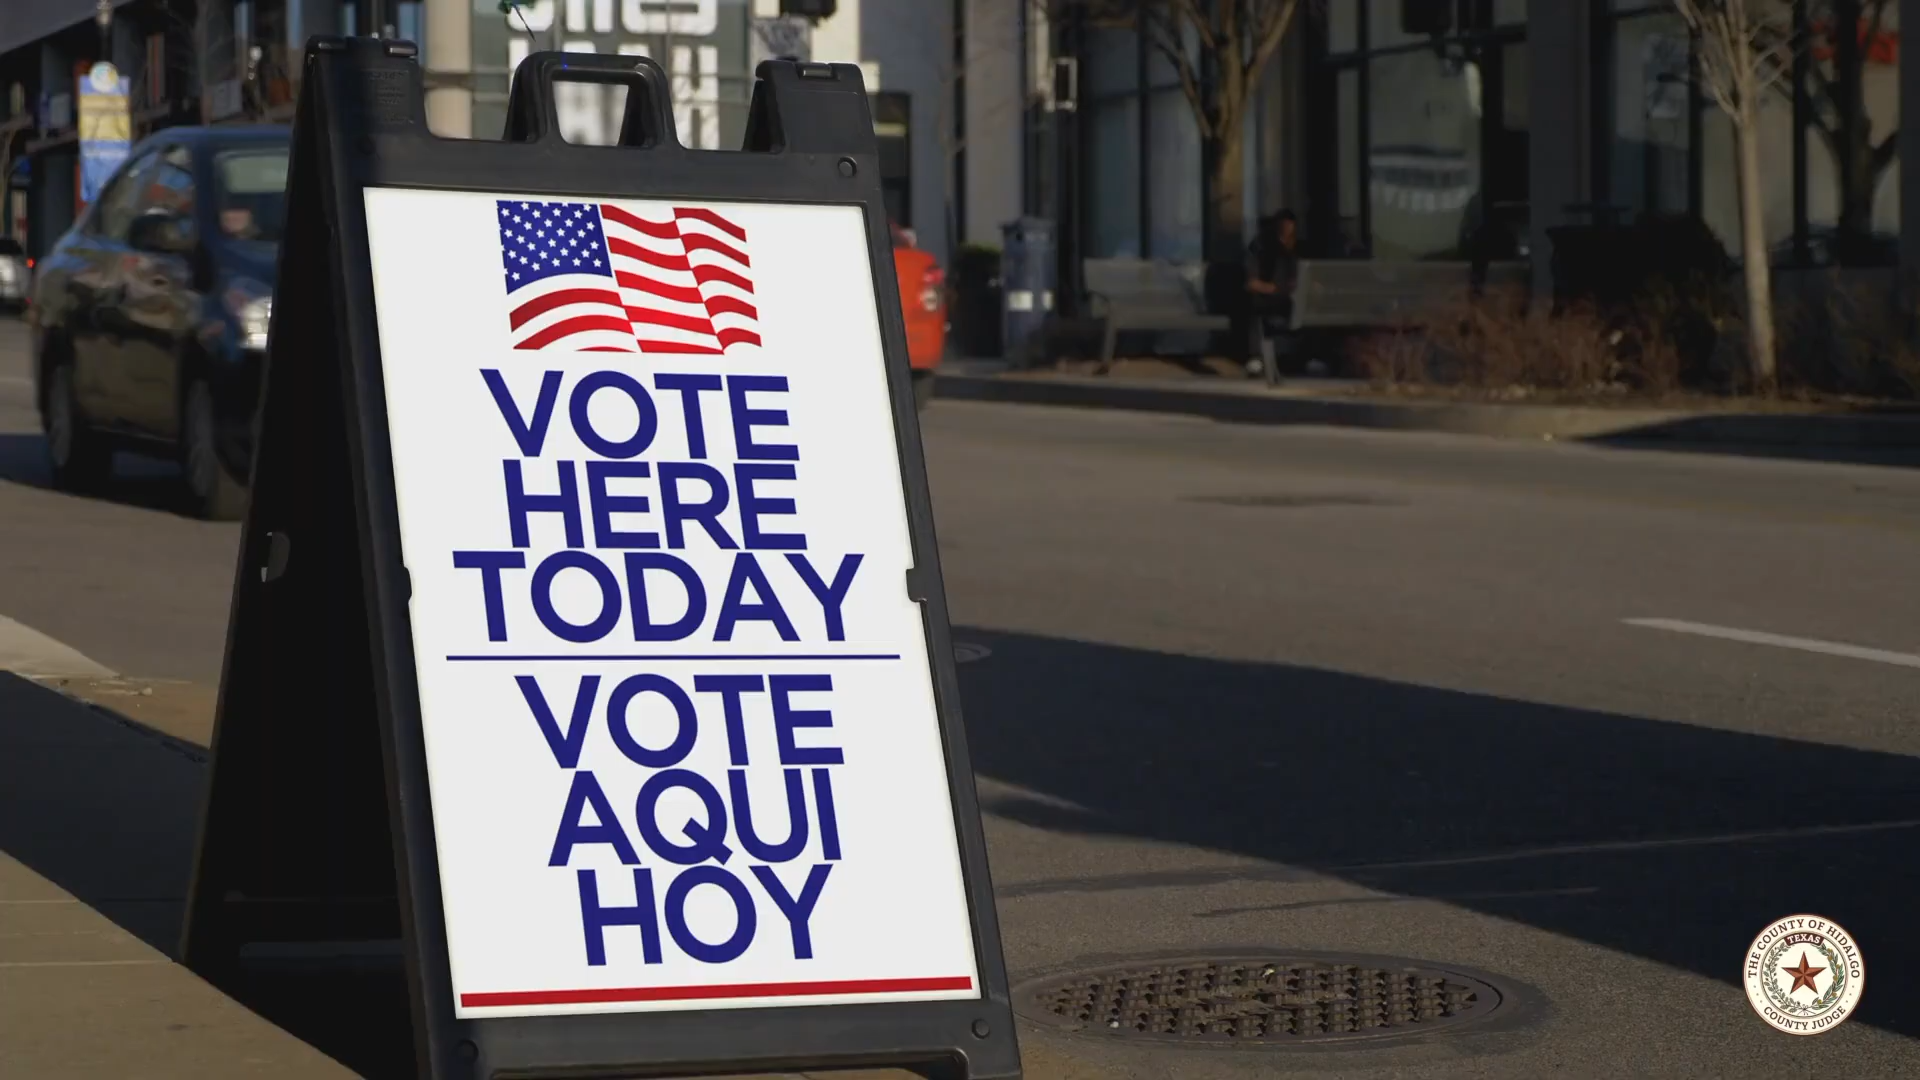 VOTE
HERE
TODAY
VOTE
AQUI
HOY
THE COUNTY OF HIDALGO
TEXAS
COUNTY JUDGE